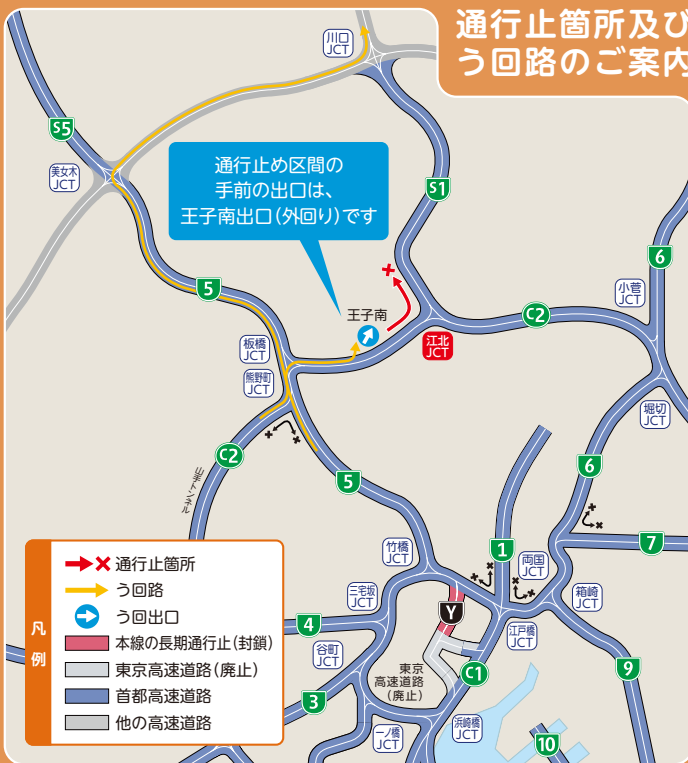 通行止箇所及び
う回路のご案内
川口
JCT
S5
美女木
JCT
通行止め区間の
手前の出口は、
王子南出口(外回り)です
S1
6
小菅
JCT
5
王子南
C2
江北
JCT
板橋
JCT
熊野町
JCT
堀切
JCT
C2
山手トンネル
5
6
竹橋
JCT
1
両国
JCT
7
三宅坂
JCT
箱崎
JCT
Y
4
江戸橋
JCT
谷町
JCT
東京
高速道路
(廃止)
C1
9
3
一ノ橋
JCT
浜崎橋
JCT
10
凡例
通行止箇所
う回路
う回出口
本線の長期通行止(封鎖)
東京高速道路(廃止)
首都高速道路
他の高速道路